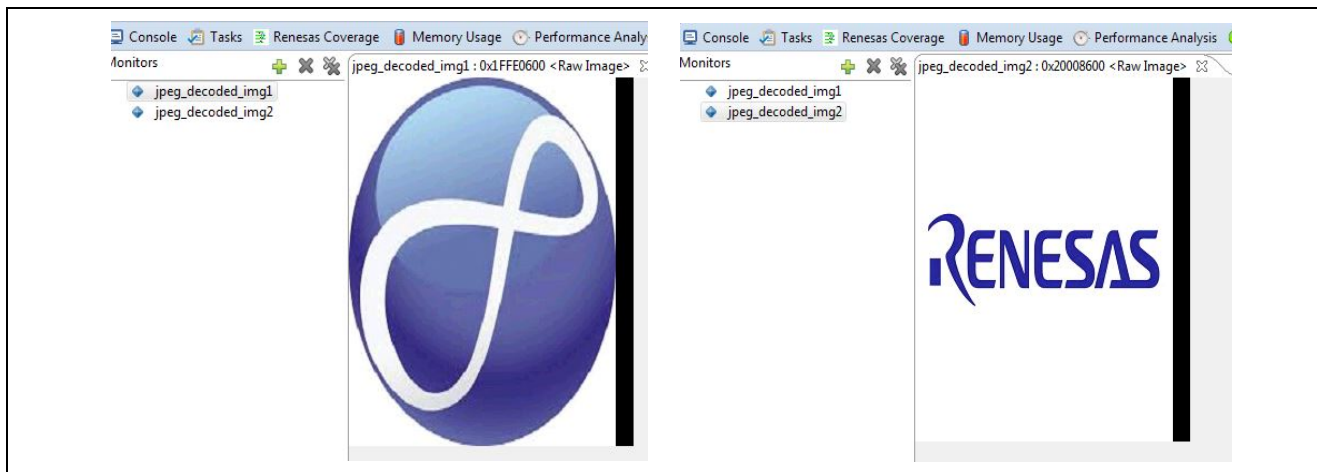 Console Tasks Renesas Coverage Memory Usage Performance Analy
Monitors
jpeg_decoded_img1 : 0x1FFE0600 <Raw Image>
jpeg_decoded_img1
jpeg_decoded_img2
Console Tasks Renesas Coverage Memory Usage Performance Analysis
Monitors
jpeg_decoded_img2 : 0x20008600 <Raw Image>
jpeg_decoded_img1
jpeg_decoded_img2
RENESAS